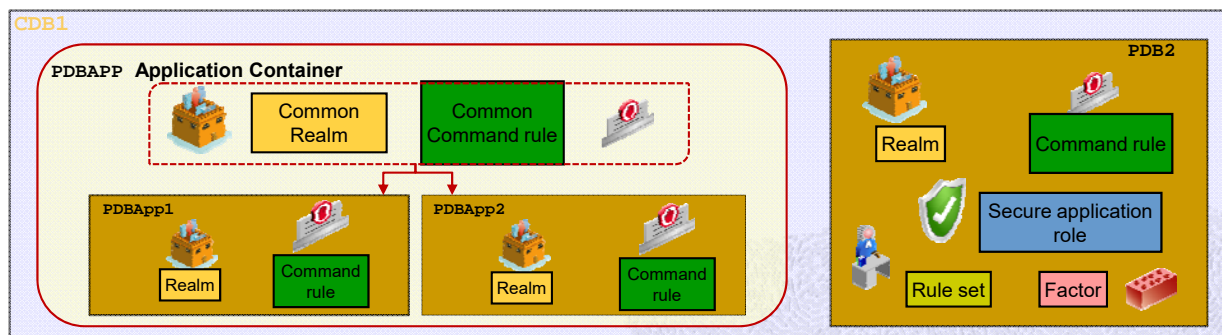 CDB1
PDBAPP Application Container
Common
Realm
Common
Command rule
PDBApp1
Realm
Command
rule
PDBApp2
Realm
Command
rule
PDB2
Realm
Command rule
Secure application
role
Rule set
Factor